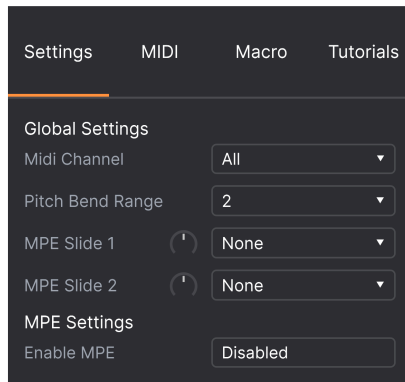 Settings MIDI Macro Tutorials
Global Settings
Midi Channel All
Pitch Bend Range 2
MPE Slide 1 None
MPE Slide 2 None
MPE Settings
Enable MPE Disabled